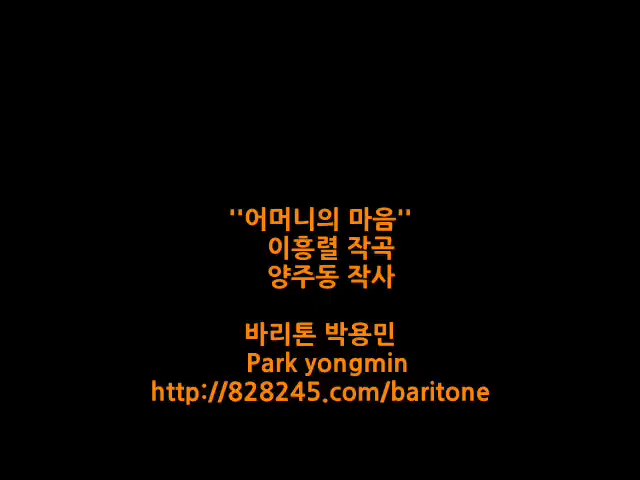 ''어머니의 마음''
이흥렬 작곡
양주동 작사
바리톤 박용민
Park yongmin
http://828245.com/baritone